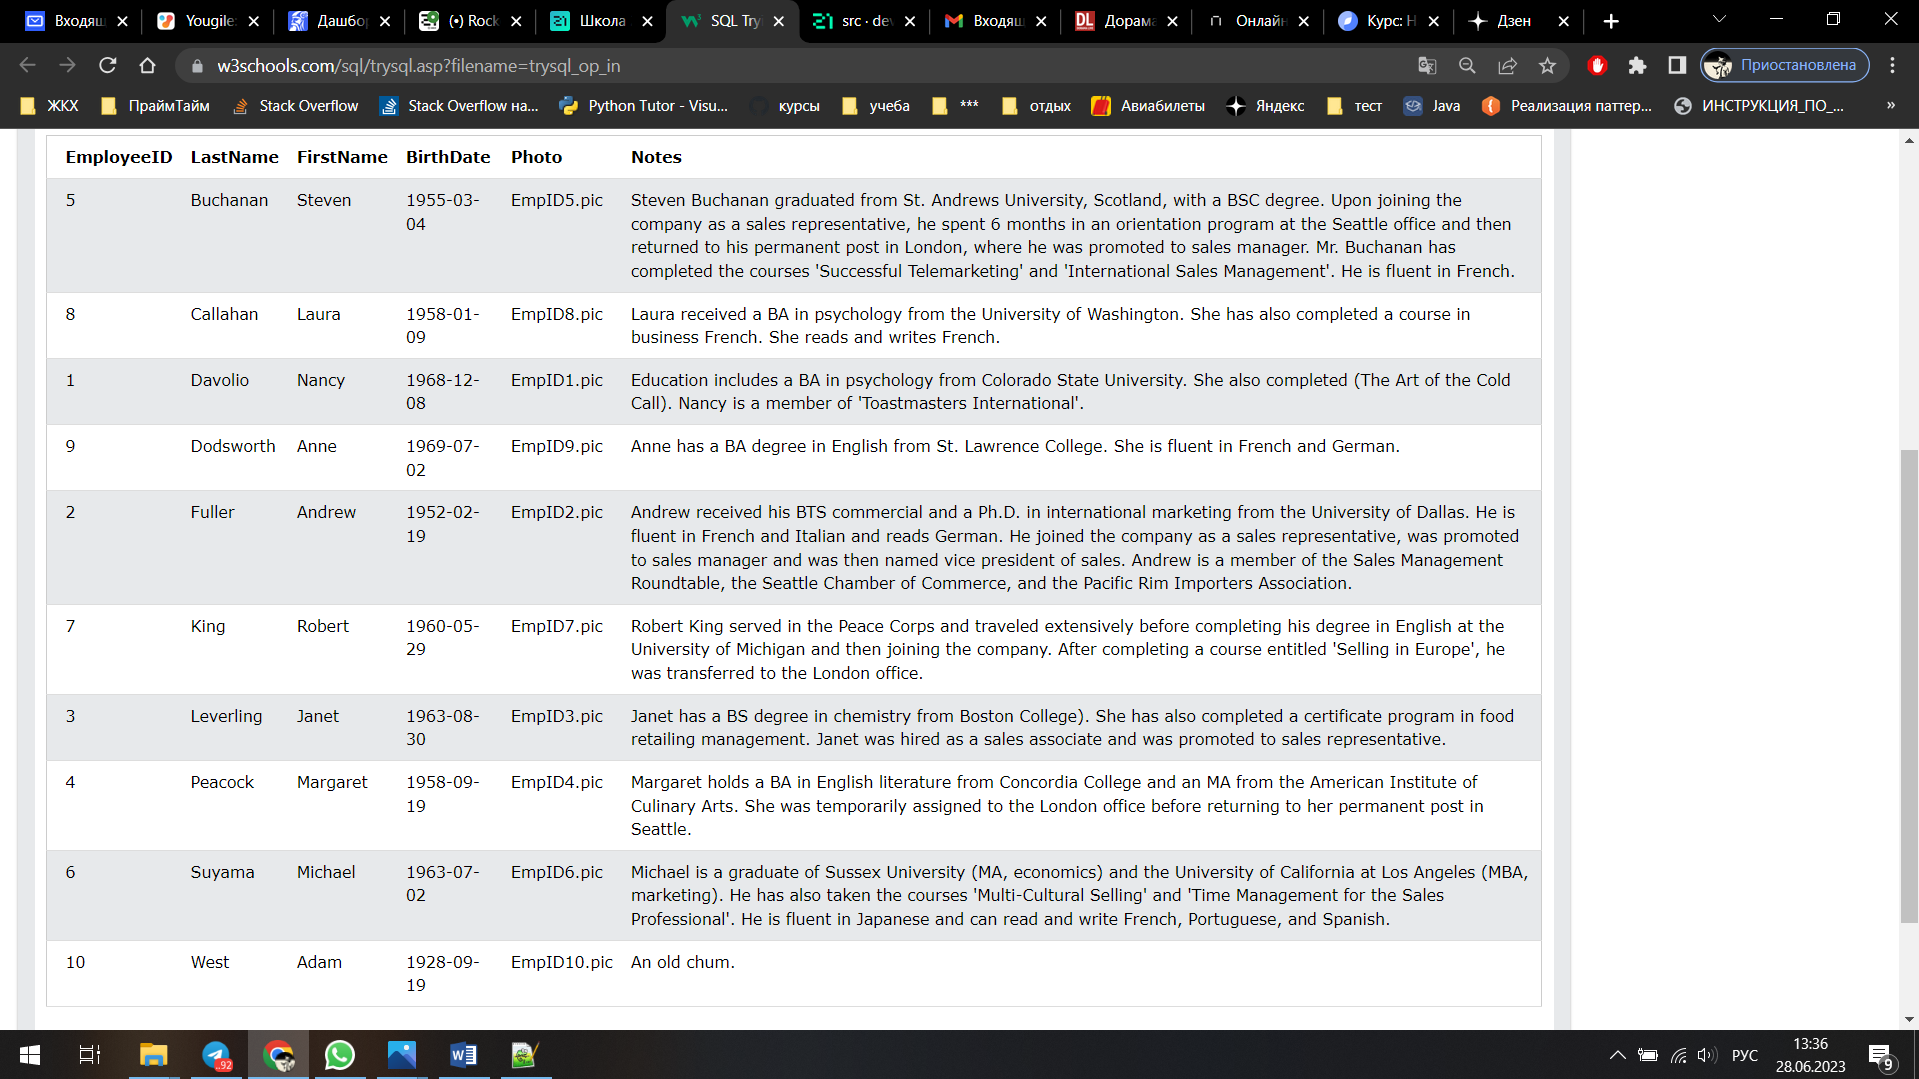 Входящ
Yougile
Дашбор
(•) Rock
Школа
SQL Try
src · dev
Входящ
Дорама
Онлайн
Курс: Н
Дзен
w3schools.com/sql/trysql.asp?filename=trysql_op_in
Приостановлена
ЖКХ
ПраймТайм
Stack Overflow
Stack Overflow на...
Python Tutor - Visu...
курсы
учеба
***
отдых
Авиабилеты
Яндекс
тест
Java
Реализация паттер...
ИНСТРУКЦИЯ_ПО_...
»
EmployeeID LastName FirstName BirthDate Photo Notes
5 Buchanan Steven 1955-03- EmpID5.pic Steven Buchanan graduated from St. Andrews University, Scotland, with a BSC degree. Upon joining the
04 company as a sales representative, he spent 6 months in an orientation program at the Seattle office and then
returned to his permanent post in London, where he was promoted to sales manager. Mr. Buchanan has
completed the courses 'Successful Telemarketing' and 'International Sales Management'. He is fluent in French.
8 Callahan Laura 1958-01- EmpID8.pic Laura received a BA in psychology from the University of Washington. She has also completed a course in
09 business French. She reads and writes French.
1 Davolio Nancy 1968-12- EmpID1.pic Education includes a BA in psychology from Colorado State University. She also completed (The Art of the Cold
08 Call). Nancy is a member of 'Toastmasters International'.
9 Dodsworth Anne 1969-07- EmpID9.pic Anne has a BA degree in English from St. Lawrence College. She is fluent in French and German.
02
2 Fuller Andrew 1952-02- EmpID2.pic Andrew received his BTS commercial and a Ph.D. in international marketing from the University of Dallas. He is
19 fluent in French and Italian and reads German. He joined the company as a sales representative, was promoted
to sales manager and was then named vice president of sales. Andrew is a member of the Sales Management
Roundtable, the Seattle Chamber of Commerce, and the Pacific Rim Importers Association.
7 King Robert 1960-05- EmpID7.pic Robert King served in the Peace Corps and traveled extensively before completing his degree in English at the
29 University of Michigan and then joining the company. After completing a course entitled 'Selling in Europe', he
was transferred to the London office.
3 Leverling Janet 1963-08- EmpID3.pic Janet has a BS degree in chemistry from Boston College). She has also completed a certificate program in food
30 retailing management. Janet was hired as a sales associate and was promoted to sales representative.
4 Peacock Margaret 1958-09- EmpID4.pic Margaret holds a BA in English literature from Concordia College and an MA from the American Institute of
19 Culinary Arts. She was temporarily assigned to the London office before returning to her permanent post in
Seattle.
6 Suyama Michael 1963-07- EmpID6.pic Michael is a graduate of Sussex University (MA, economics) and the University of California at Los Angeles (MBA,
02 marketing). He has also taken the courses 'Multi-Cultural Selling' and 'Time Management for the Sales
Professional'. He is fluent in Japanese and can read and write French, Portuguese, and Spanish.
10 West Adam 1928-09- EmpID10.pic An old chum.
19
..92
РУС
13:36
28.06.2023
9